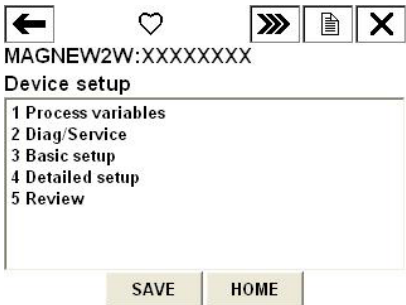 MAGNEW2W:XXXXXXXX
Device setup
1 Process variables
2 Diag/Service
3 Basic setup
4 Detailed setup
5 Review
SAVE HOME